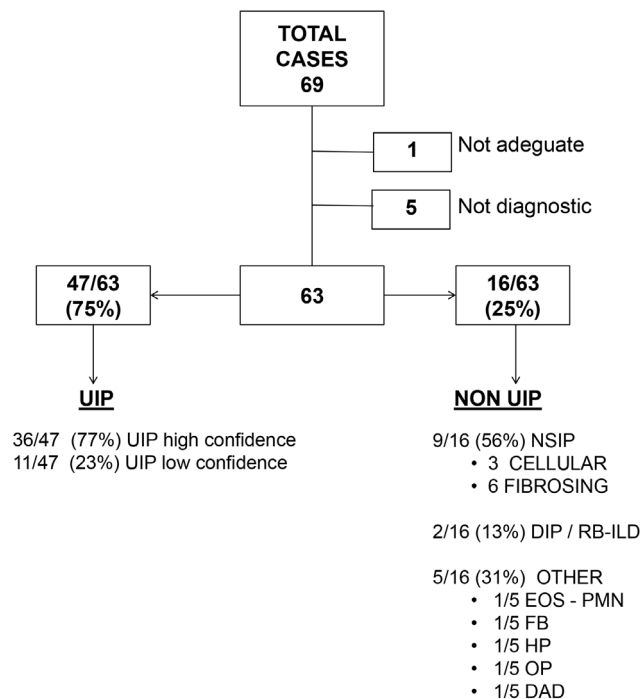 TOTAL
CASES
69
1
Not adequate
5
Not diagnostic
47/63
(75%)
63
16/63
(25%)
UIP
36/47 (77%) UIP high confidence
11/47 (23%) UIP low confidence
NON UIP
9/16 (56%) NSIP
• 3 CELLULAR
• 6 FIBROSING
2/16 (13%) DIP / RB-ILD
5/16 (31%) OTHER
• 1/5 EOS - PMN
• 1/5 FB
• 1/5 HP
• 1/5 OP
• 1/5 DAD